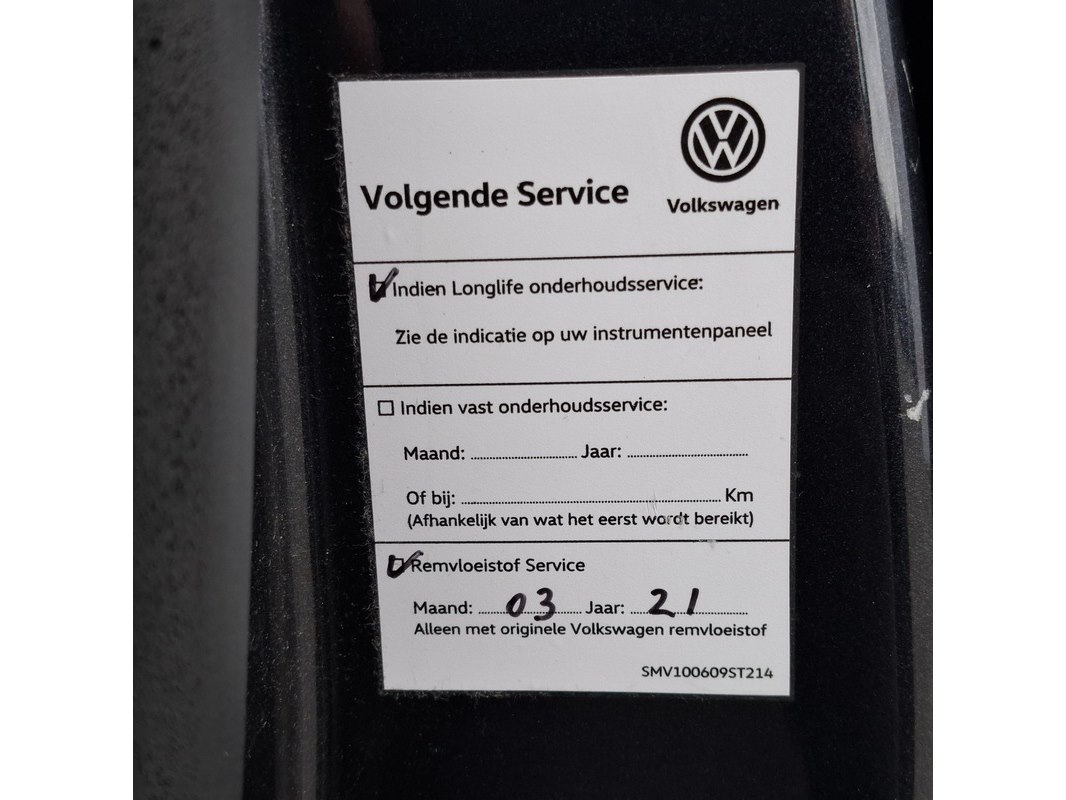 Volgende Service
Volkswagen
Indien Longlife onderhoudsservice:
Zie de indicatie op uw instrumentenpaneel
Indien vast onderhoudsservice:
Maand: ........................ Jaar: ........................
Of bij: ........................ Km
(Afhankelijk van wat het eerst wordt bereikt)
Remvloeistof Service
Maand: 03 Jaar: 21
Alleen met originele Volkswagen remvloeistof
SMV100609ST214